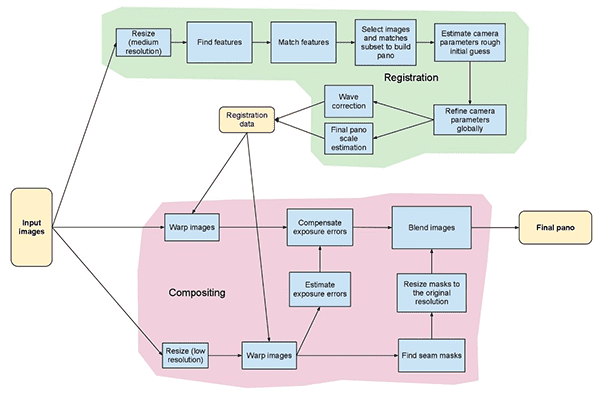 Resize
(medium
resolution)
Find features
Match features
Select images
and matches
subset to build
pano
Estimate camera
parameters rough
initial guess
Registration
Wave
correction
Refine camera
parameters
globally
Final pano
scale
estimation
Registration
data
Input
images
Warp images
Compensate
exposure errors
Blend images
Final pano
Compositing
Estimate
exposure errors
Resize masks to
the original
resolution
Resize (low
resolution)
Warp images
Find seam masks